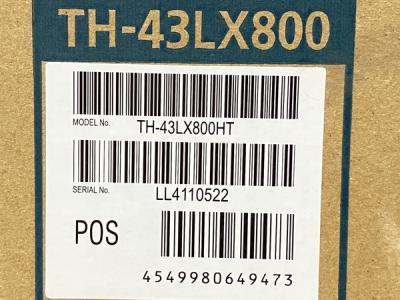 TH-43LX800
MODEL No. TH-43LX800HT
SERIAL No. LL4110522
POS
4549980649473